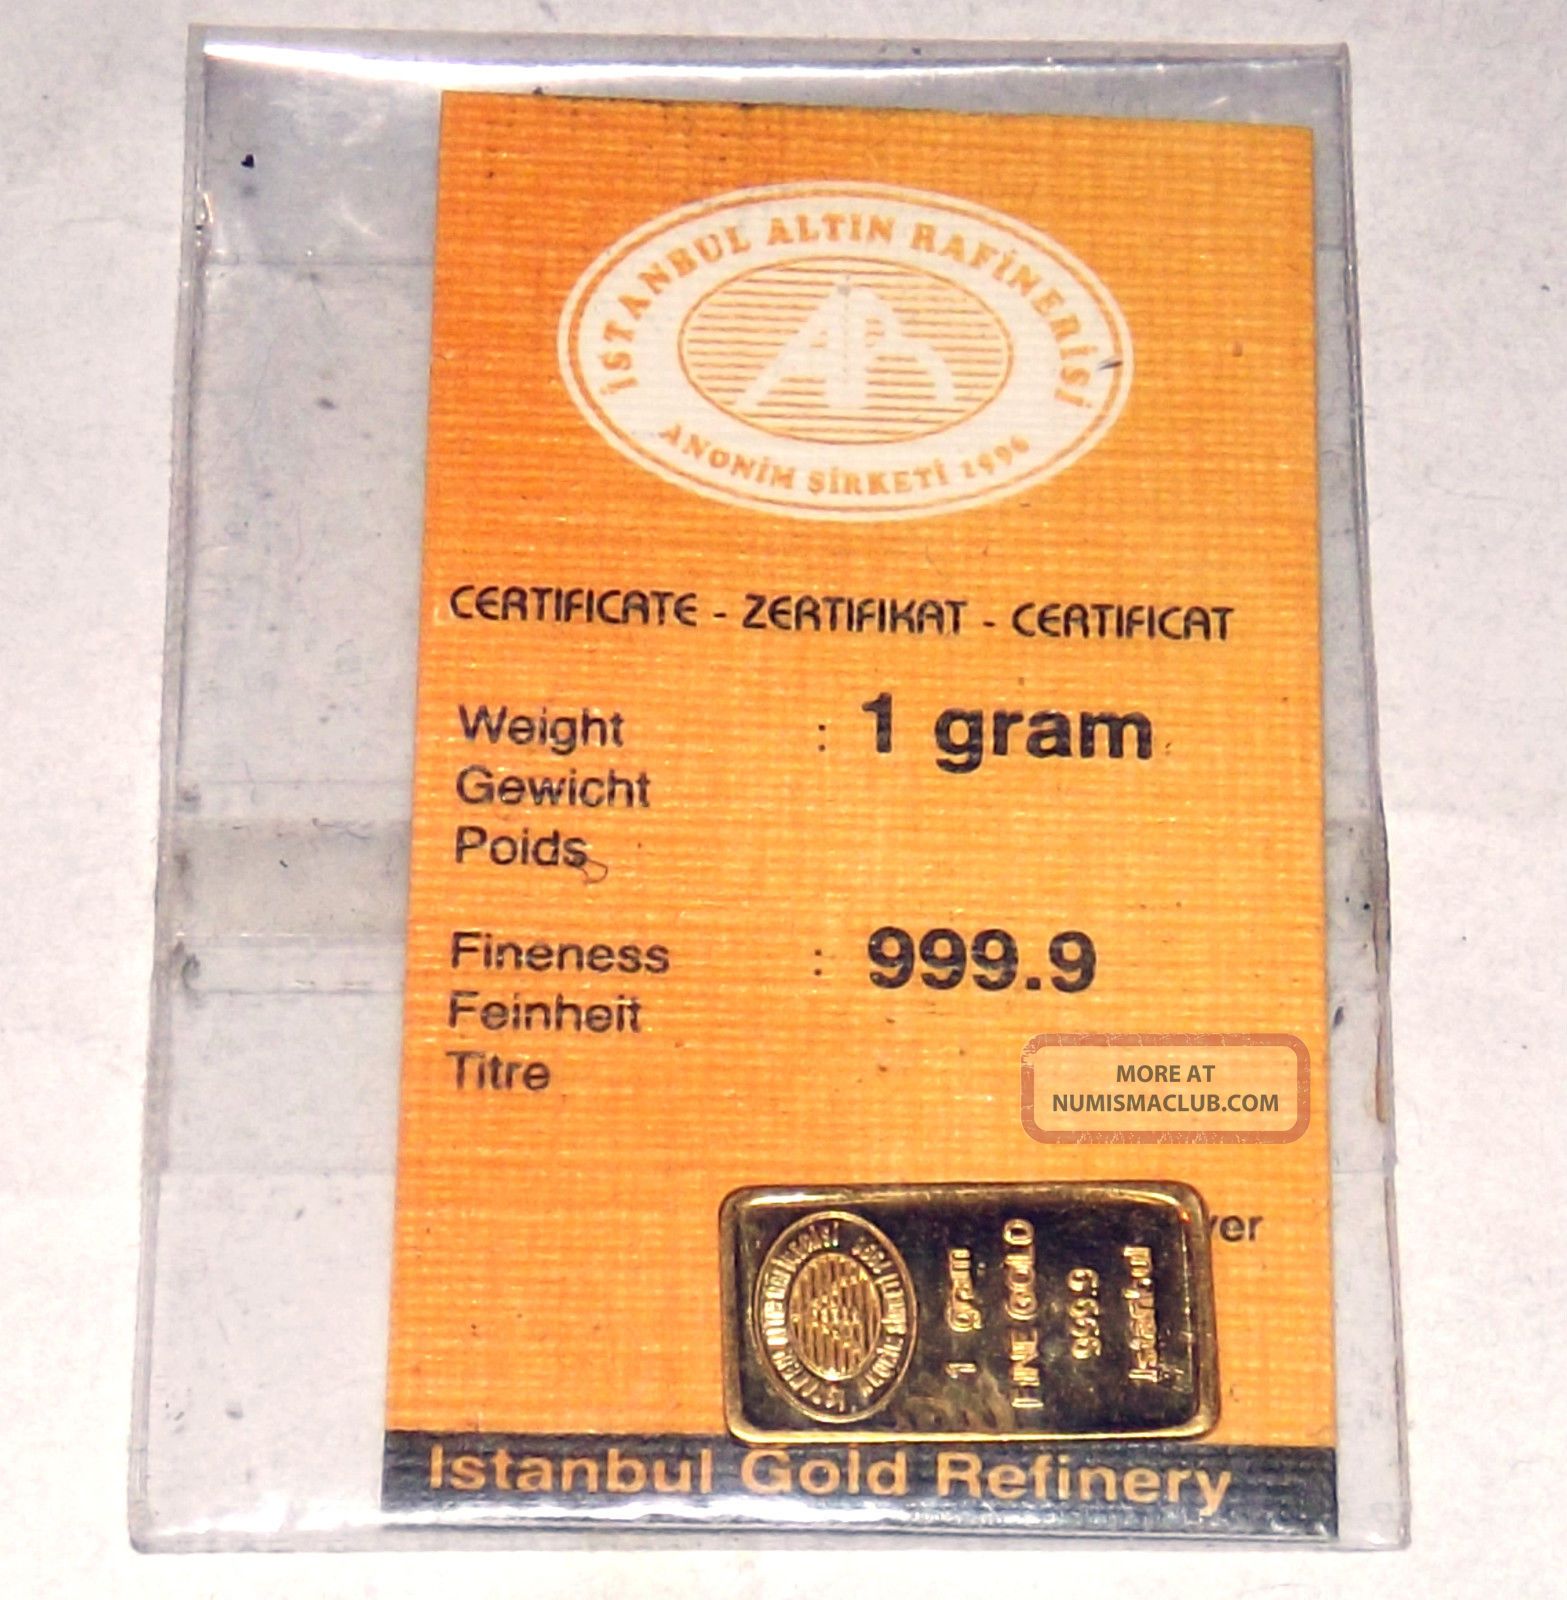 İSTANBUL ALTIN RAFİNERİSİ
ANONİM ŞİRKETİ 1996
CERTIFICATE - ZERTIFIKAT - CERTIFICAT
Weight : 1 gram
Gewicht
Poids
Fineness : 999.9
Feinheit
Titre
MORE AT
NUMISMACLUB.COM
1 gram
FINE GOLD
999.9
Istanbul
Istanbul Gold Refinery